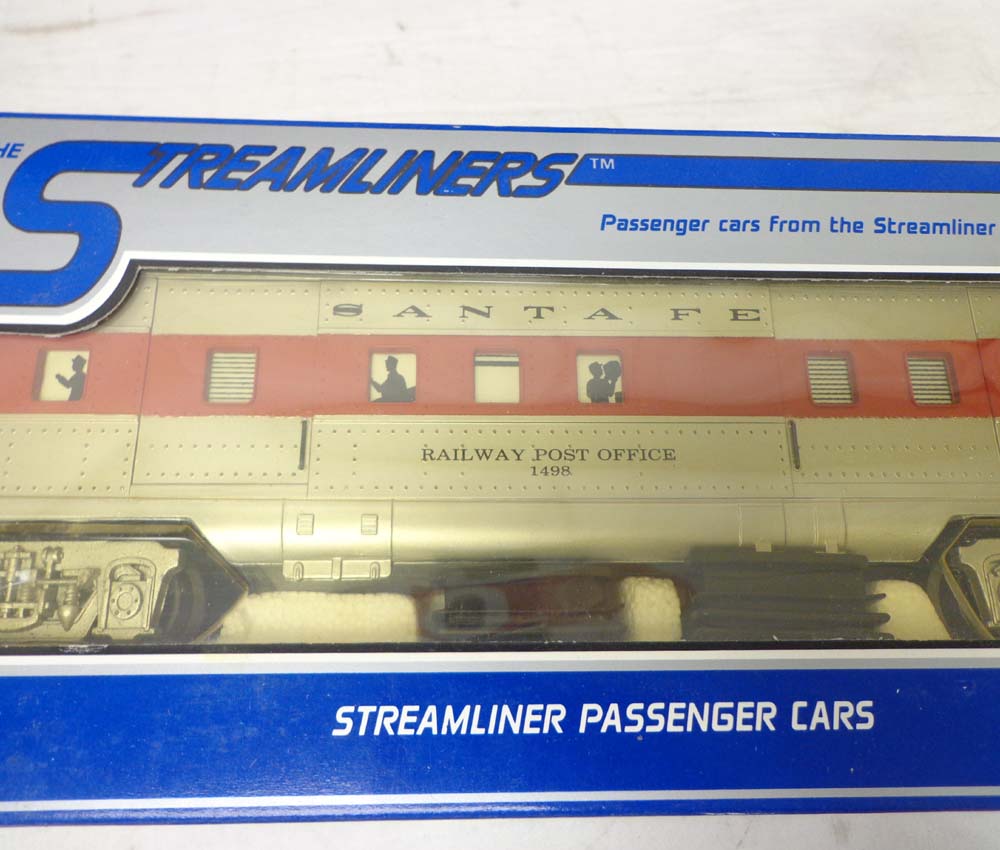 THE STREAMLINERS™
Passenger cars from the Streamliner
SANTA FE
RAILWAY POST OFFICE
1498
STREAMLINER PASSENGER CARS